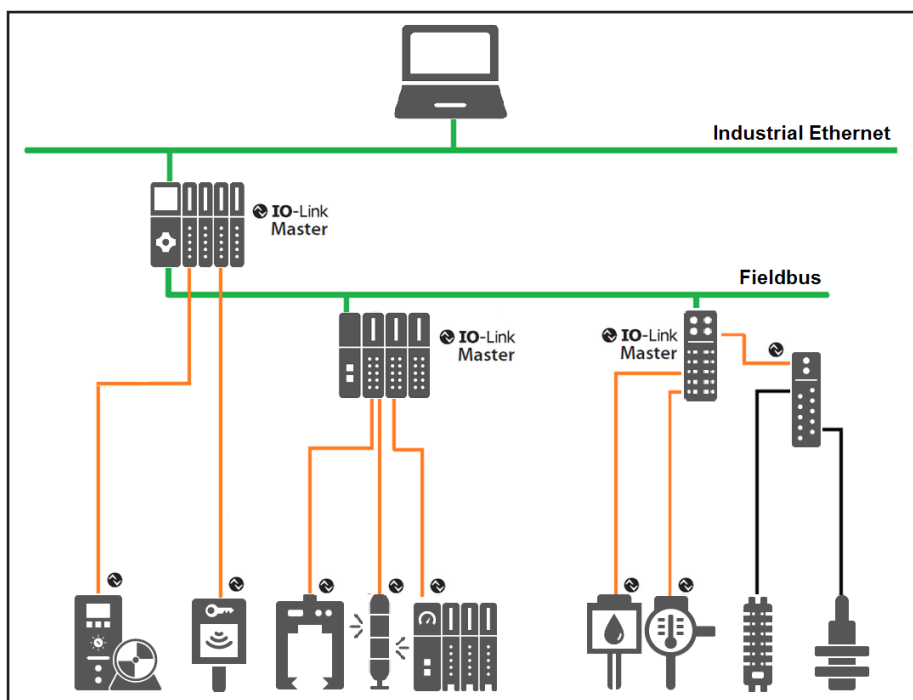 Industrial Ethernet
IO-Link
Master
Fieldbus
IO-Link
Master
IO-Link
Master